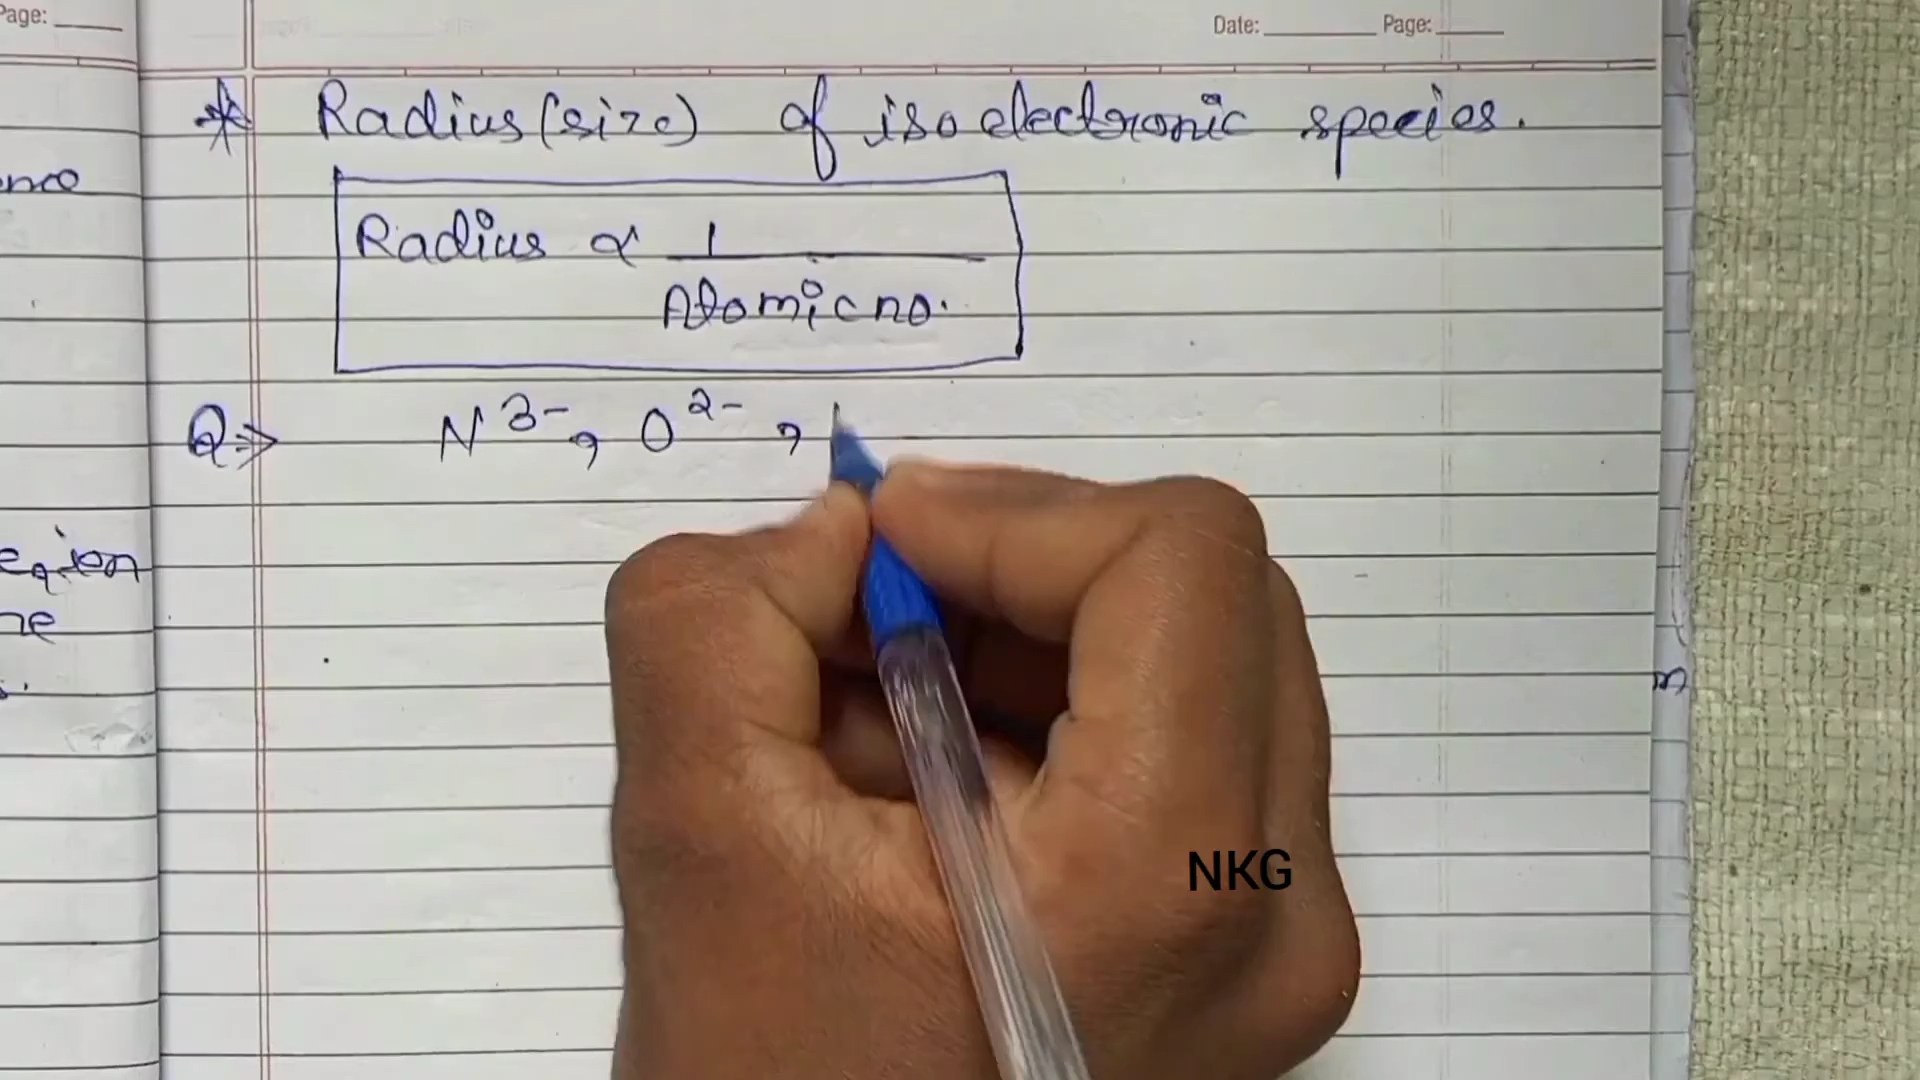 Page:
Date: Page:
* Radius (size) of isoelectronic species.
Radius ∝ 1
Atomic no.
Q⇒ N³⁻, O²⁻,
NKG